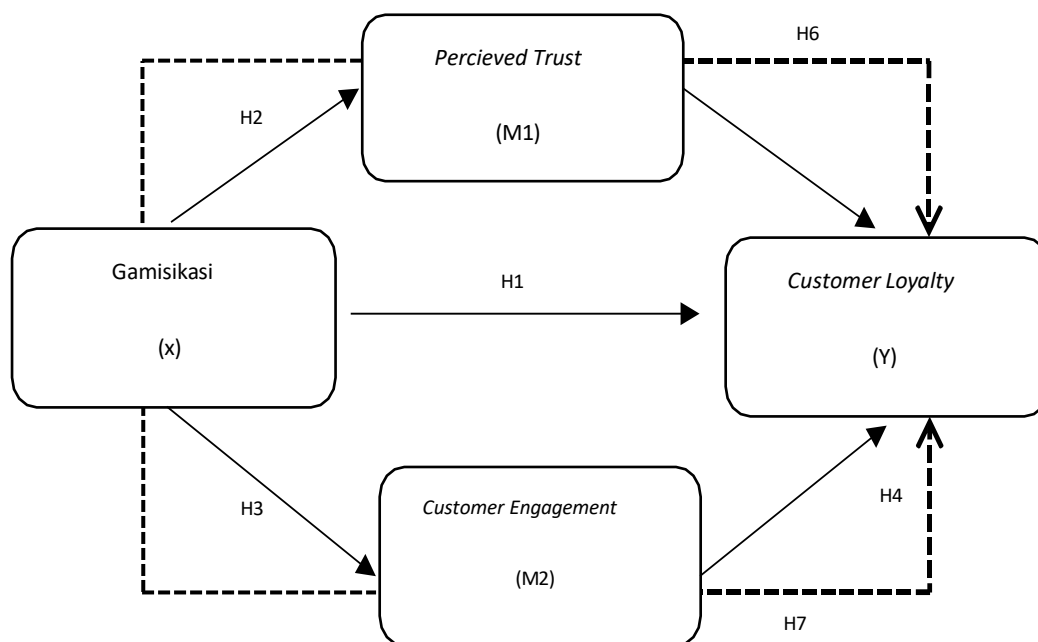 H6
Percieved Trust
(M1)
H2
Gamisikasi
(x)
H1
Customer Loyalty
(Y)
H3
Customer Engagement
(M2)
H4
H7